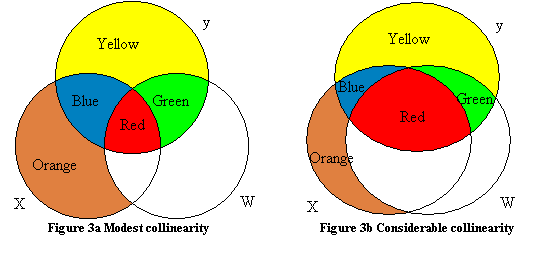 Yellow
y
Blue
Green
Red
Orange
X
W
Figure 3a Modest collinearity
Yellow
y
Blue
Green
Red
Orange
X
W
Figure 3b Considerable collinearity